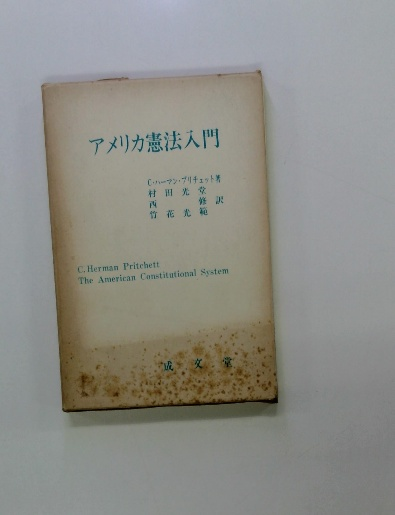 アメリカ憲法入門
C・ハーマン・プリチェット著
村田光堂
西 修 訳
竹花光範
C. Herman Pritchett
The American Constitutional System
成文堂